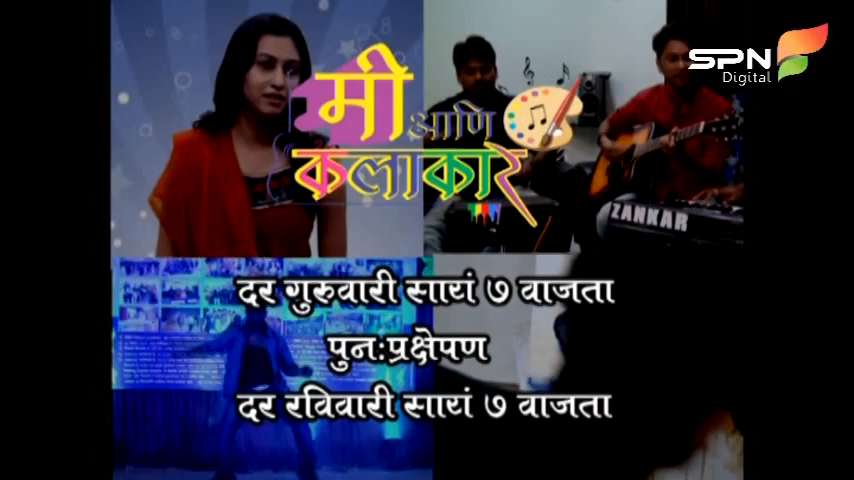 SPN
Digital
मी आणि
कलाकार
ZANKAR
दर गुरुवारी सायं ७ वाजता
पुनःप्रक्षेपण
दर रविवारी सायं ७ वाजता